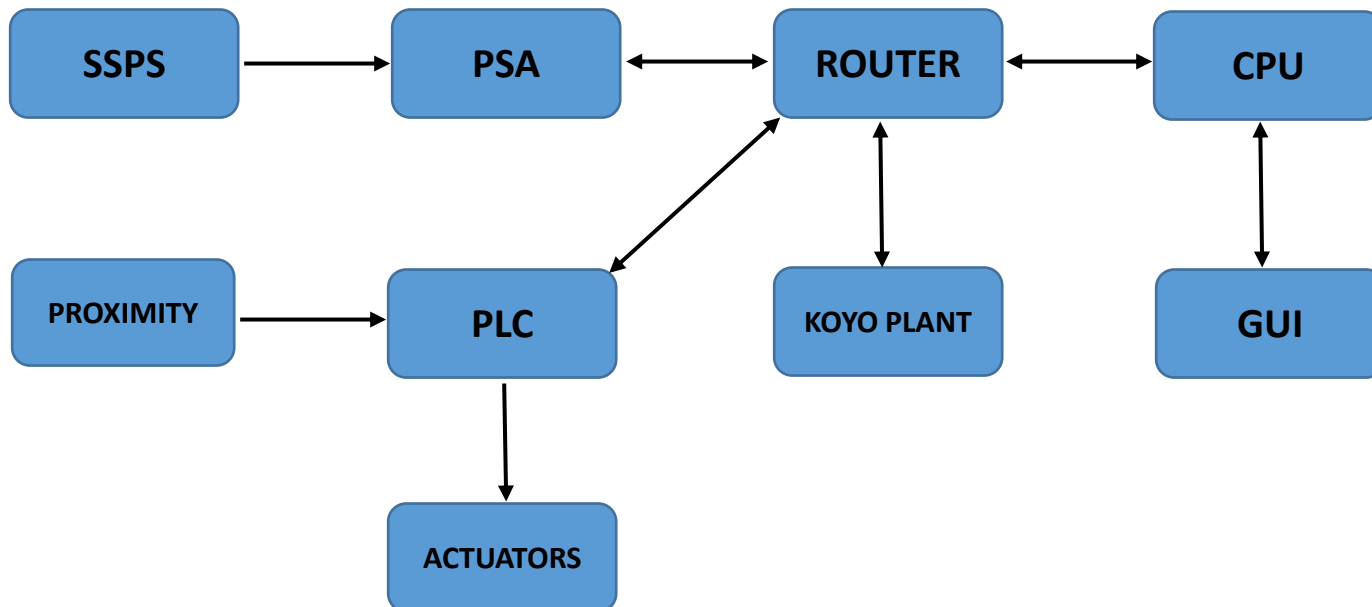 SSPS
PSA
ROUTER
CPU
PROXIMITY
PLC
KOYO PLANT
GUI
ACTUATORS